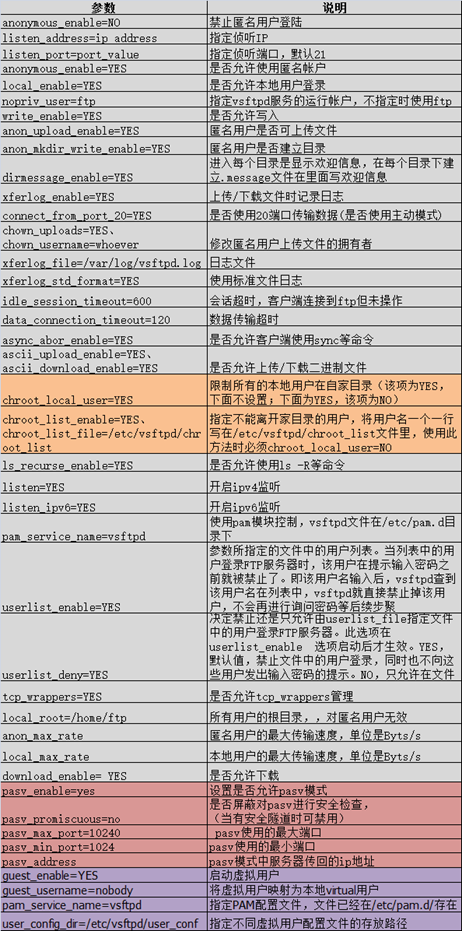 参数 说明
anonymous_enable=NO 禁止匿名用户登陆
listen_address=ip address 指定侦听IP
listen_port=port_value 指定侦听端口，默认21
anonymous_enable=YES 是否允许使用匿名帐户
local_enable=YES 是否允许本地用户登录
nopriv_user=ftp 指定vsftpd服务的运行帐户，不指定时使用ftp
write_enable=YES 是否允许写入
anon_upload_enable=YES 匿名用户是否可上传文件
anon_mkdir_write_enable=YES 匿名用户是否建立目录
进入每个目录是显示欢迎信息，在每个目录下建
dirmessage_enable=YES 立.message文件在里面写欢迎信息
xferlog_enable=YES 上传/下载文件时记录日志
connect_from_port_20=YES 是否使用20端口传输数据(是否使用主动模式)
chown_uploads=YES、
chown_username=whoever 修改匿名用户上传文件的拥有者
xferlog_file=/var/log/vsftpd.log 日志文件
xferlog_std_format=YES 使用标准文件日志
idle_session_timeout=600 会话超时，客户端连接到ftp但未操作
data_connection_timeout=120 数据传输超时
async_abor_enable=YES 是否允许客户端使用sync等命令
ascii_upload_enable=YES、
ascii_download_enable=YES 是否允许上传/下载二进制文件
限制所有的本地用户在自家目录（该项为YES，
chroot_local_user=YES 下面不设置；下面为YES，该项为NO）
chroot_list_enable=YES、 指定不能离开家目录的用户，将用户名一个一行
chroot_list_file=/etc/vsftpd/chr 写在/etc/vsftpd/chroot_list文件里，使用此
oot_list 方法时必须chroot_local_user=NO
ls_recurse_enable=YES 是否允许使用ls -R等命令
listen=YES 开启ipv4监听
listen_ipv6=YES 开启ipv6监听
使用pam模块控制，vsftpd文件在/etc/pam.d目
pam_service_name=vsftpd 录下
参数所指定的文件中的用户列表。当列表中的用
户登录FTP服务器时，该用户在提示输入密码之
前就被禁止了。即该用户名输入后，vsftpd查到
该用户名在列表中，vsftpd就直接禁止掉该用
userlist_enable=YES 户，不会再进行询问密码等后续步聚
决定禁止还是只允许由userlist_file指定文件
中的用户登录FTP服务器。此选项在
userlist_enable 选项启动后才生效。YES，
默认值，禁止文件中的用户登录，同时也不向这
userlist_deny=YES 些用户发出输入密码的提示。NO，只允许在文件
tcp_wrappers=YES 是否允许tcp_wrappers管理
local_root=/home/ftp 所有用户的根目录，，对匿名用户无效
anon_max_rate 匿名用户的最大传输速度，单位是Byts/s
local_max_rate 本地用户的最大传输速度，单位是Byts/s
download_enable= YES 是否允许下载
pasv_enable=yes 设置是否允许pasv模式
是否屏蔽对pasv进行安全检查，
pasv_promiscuous=no （当有安全隧道时可禁用）
pasv_max_port=10240 pasv使用的最大端口
pasv_min_port=1024 pasv使用的最小端口
pasv_address pasv模式中服务器传回的ip地址
guest_enable=YES 启动虚拟用户
guest_username=nobody 将虚拟用户映射为本地virtual用户
pam_service_name=vsftpd 指定PAM配置文件，文件已经在/etc/pam.d/存在
user_config_dir=/etc/vsftpd/user_conf 指定不同虚拟用户配置文件的存放路径